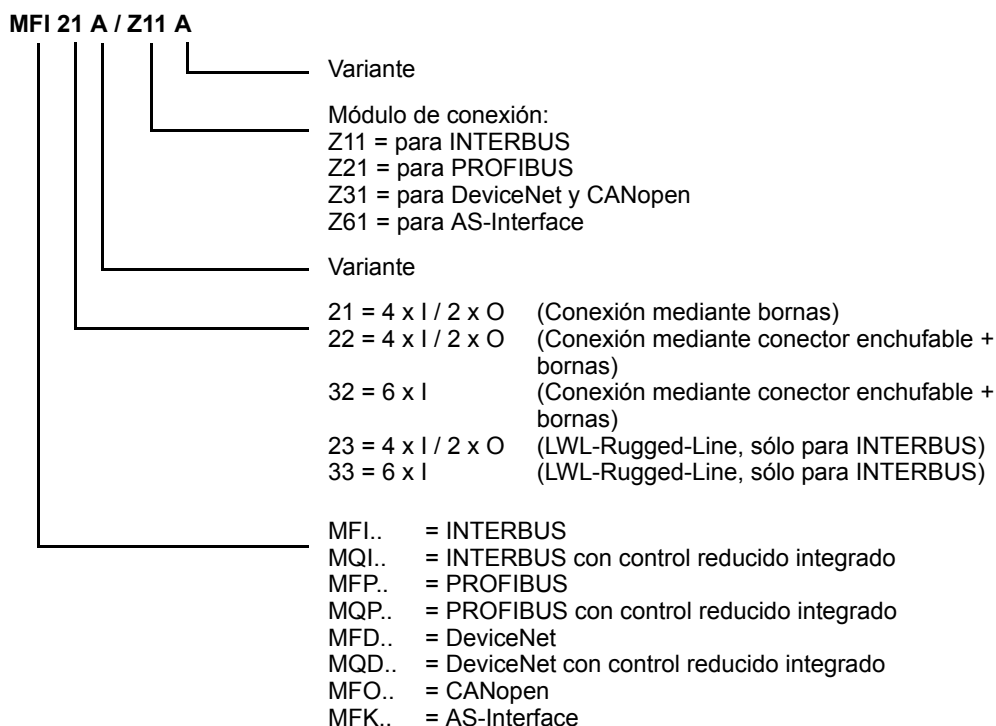 MFI 21 A / Z11 A
Variante
Módulo de conexión:
Z11 = para INTERBUS
Z21 = para PROFIBUS
Z31 = para DeviceNet y CANopen
Z61 = para AS-Interface
Variante
21 = 4 x I / 2 x O (Conexión mediante bornas)
22 = 4 x I / 2 x O (Conexión mediante conector enchufable +
bornas)
32 = 6 x I (Conexión mediante conector enchufable +
bornas)
23 = 4 x I / 2 x O (LWL-Rugged-Line, sólo para INTERBUS)
33 = 6 x I (LWL-Rugged-Line, sólo para INTERBUS)
MFI.. = INTERBUS
MQI.. = INTERBUS con control reducido integrado
MFP.. = PROFIBUS
MQP.. = PROFIBUS con control reducido integrado
MFD.. = DeviceNet
MQD.. = DeviceNet con control reducido integrado
MFO.. = CANopen
MFK.. = AS-Interface